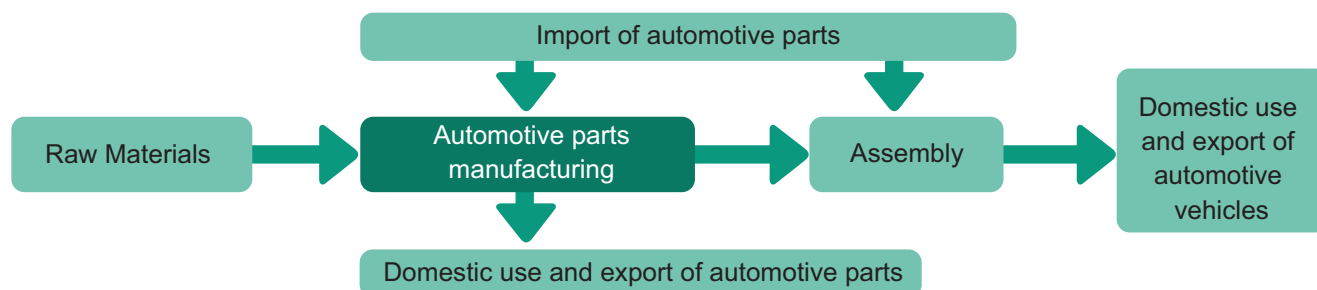 Import of automotive parts
Raw Materials
Automotive parts
manufacturing
Assembly
Domestic use
and export of
automotive
vehicles
Domestic use and export of automotive parts